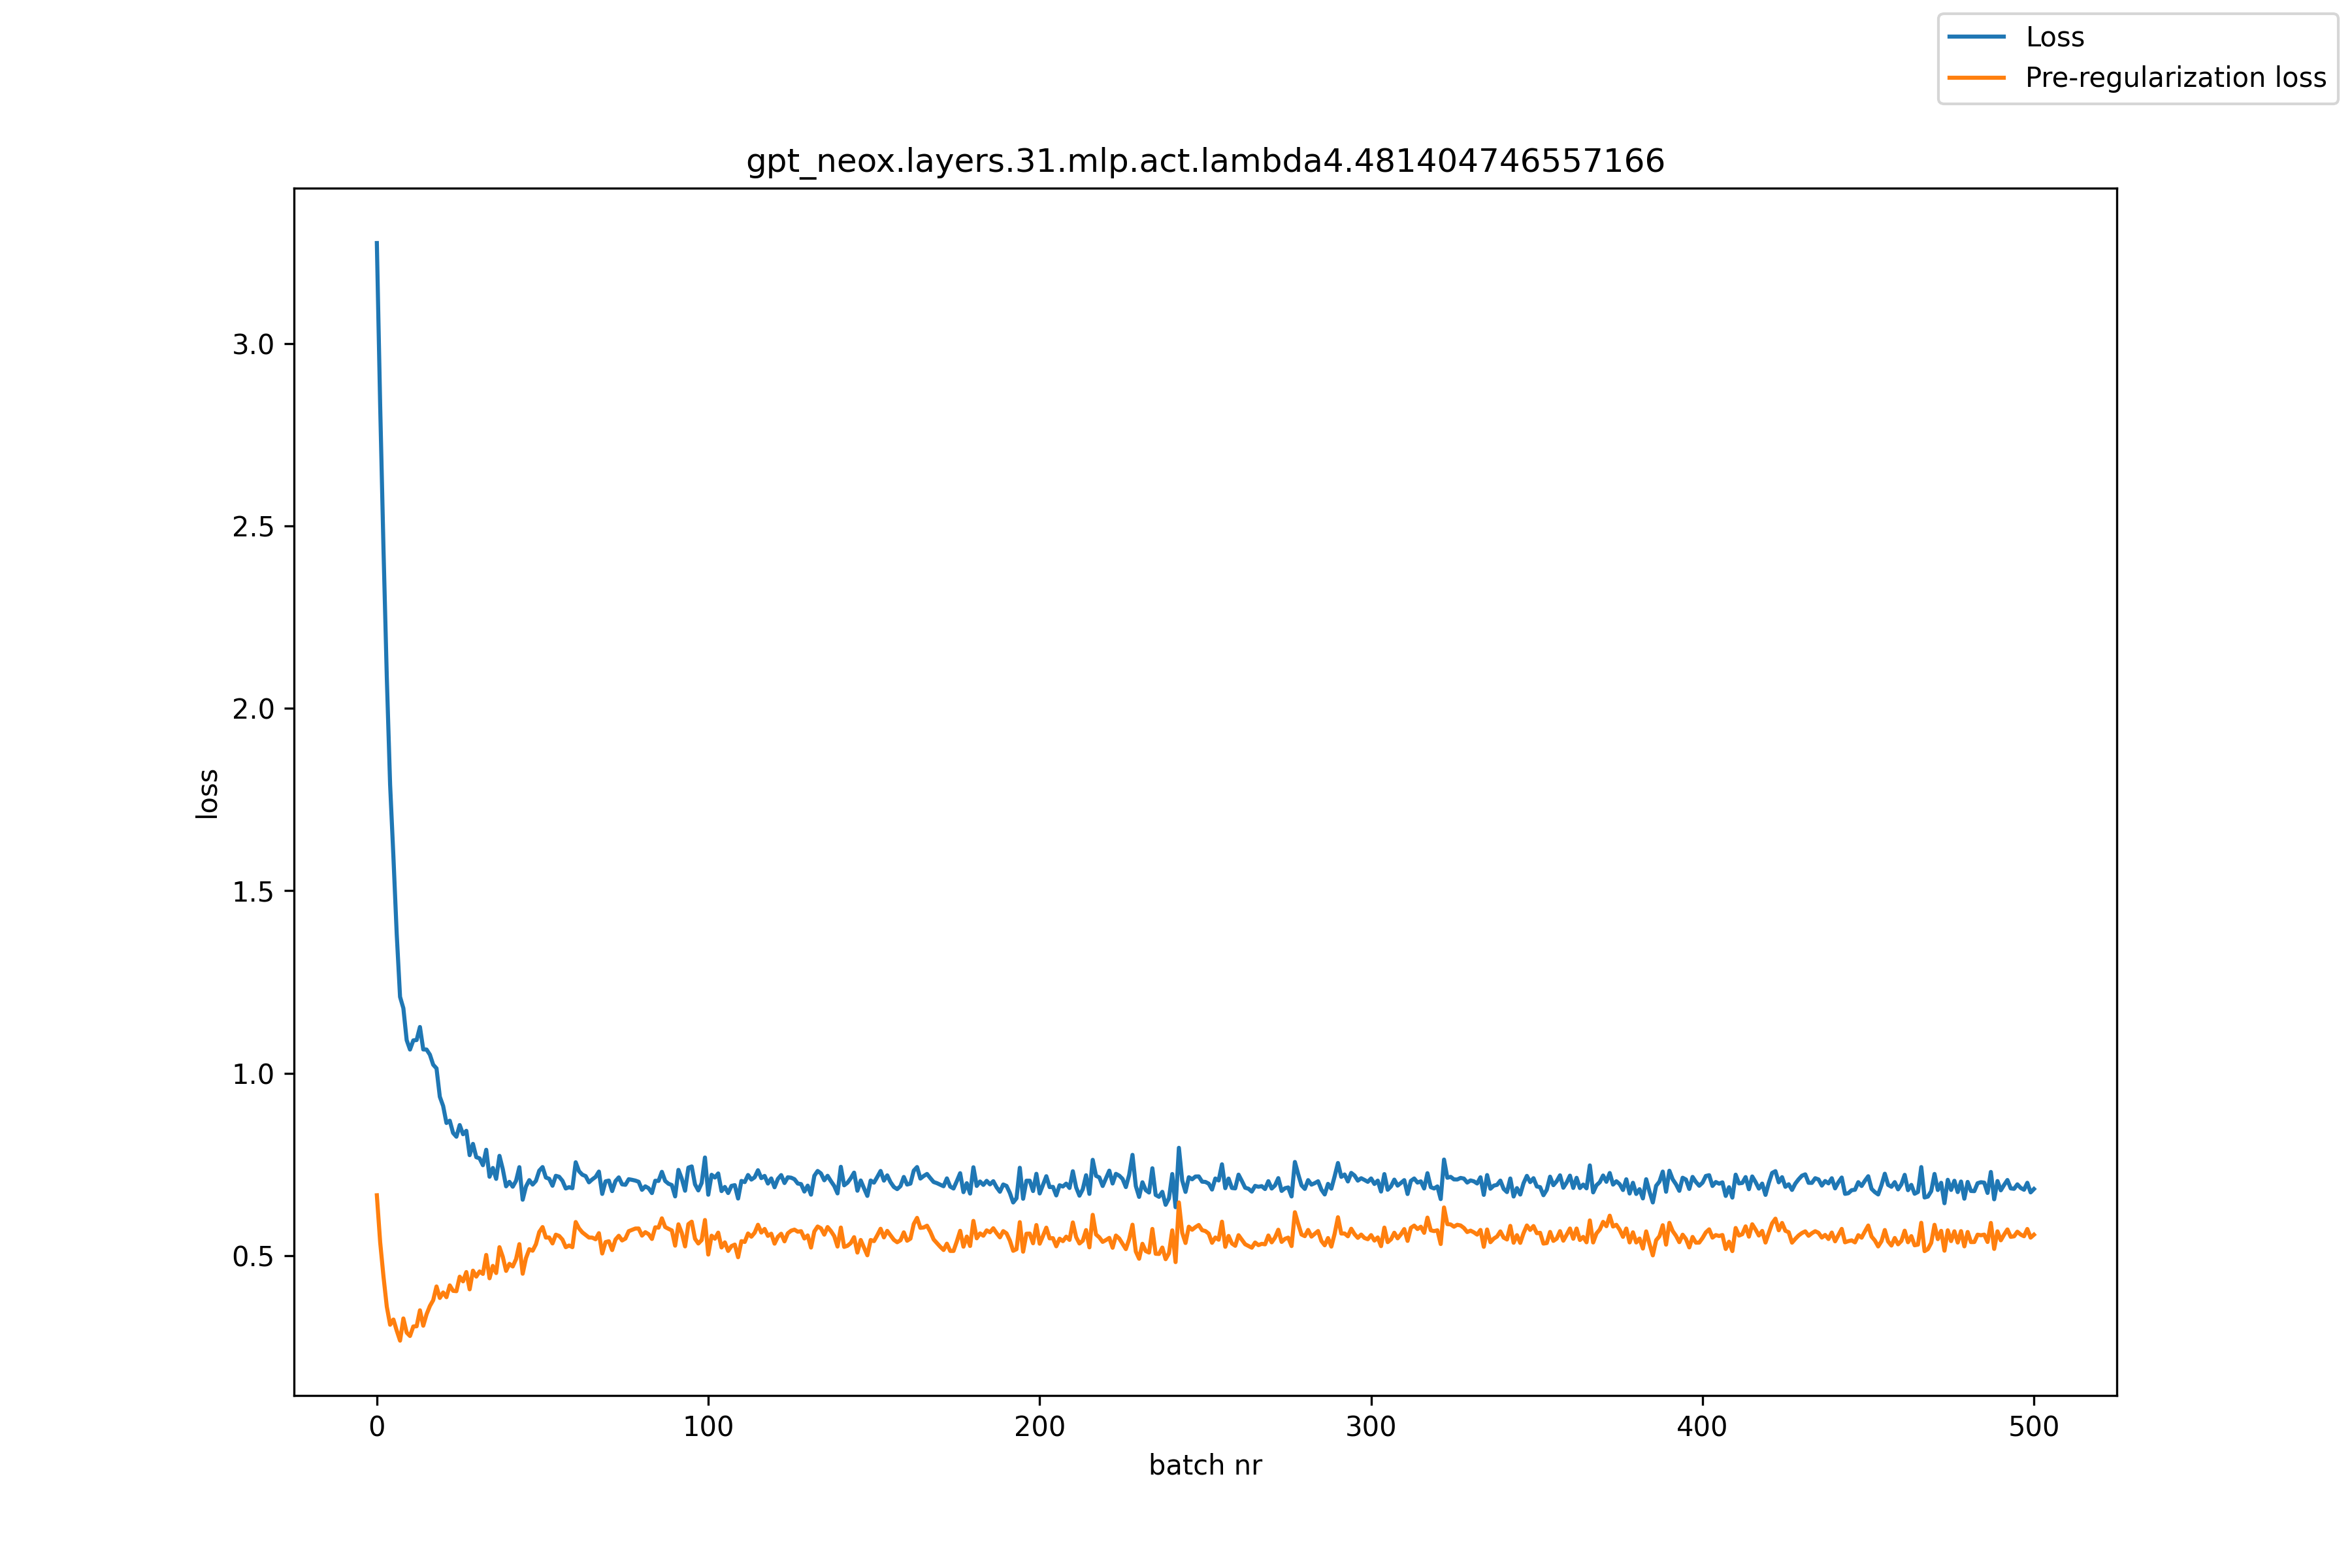 Loss
Pre-regularization loss
gpt_neox.layers.31.mlp.act.lambda4.481404746557166
3.0
2.5
2.0
1.5
1.0
0.5
loss
0 100 200 300 400 500
batch nr